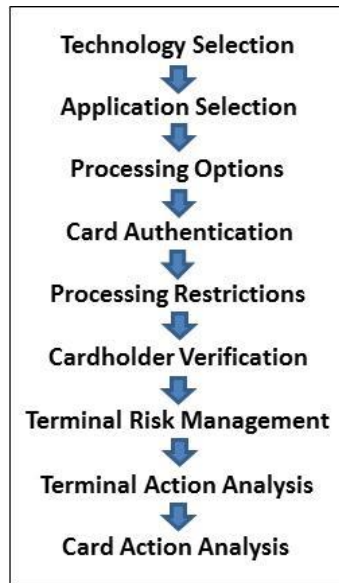 Technology Selection
Application Selection
Processing Options
Card Authentication
Processing Restrictions
Cardholder Verification
Terminal Risk Management
Terminal Action Analysis
Card Action Analysis